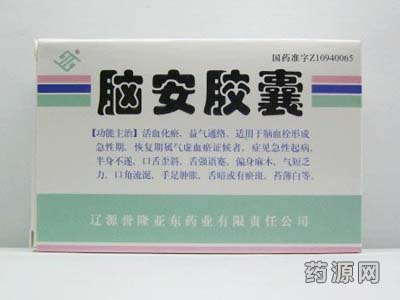 国药准字Z10940065
脑安胶囊
【功能主治】活血化瘀、益气通络，适用于脑血栓形成
急性期，恢复期属气虚血瘀证候者，症见急性起病，
半身不遂，口舌歪斜，舌强语蹇，偏身麻木，气短乏
力，口角流涎，手足肿胀，舌暗或有瘀斑，苔薄白等。
辽源誉隆亚东药业有限责任公司
药源网